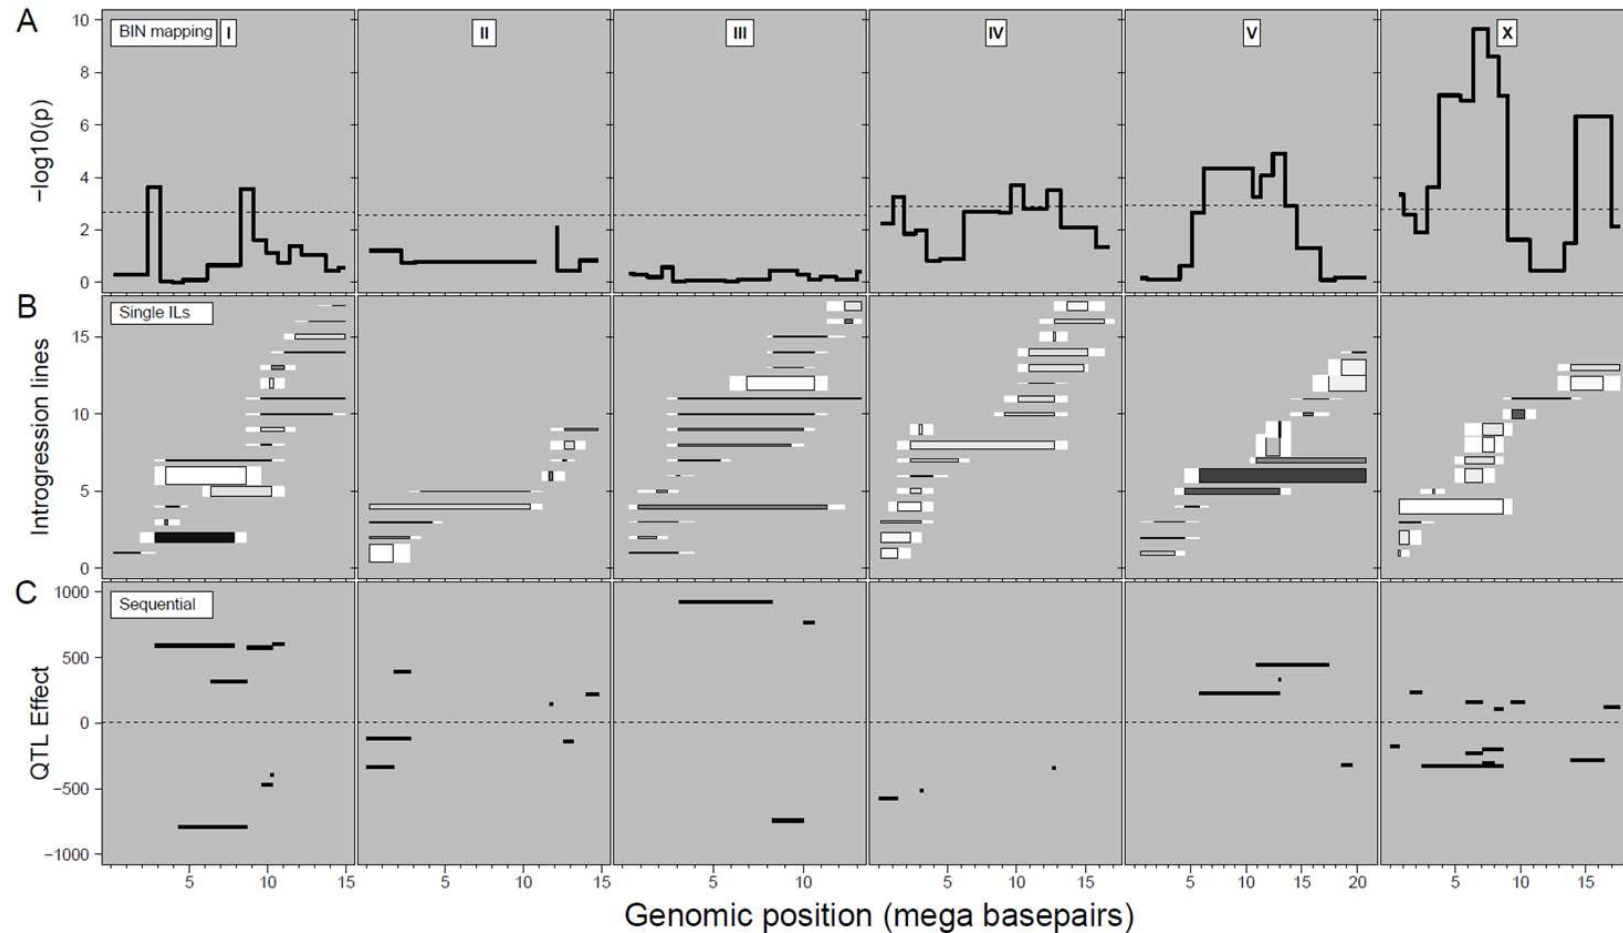 A
BIN mapping I II III IV V X
10
8
6
4
2
0
−log10(p)
B
Single ILs
15
10
5
0
Introgression lines
C
Sequential
1000
500
0
−500
−1000
QTL Effect
5 10 15 5 10 15 5 10 5 10 15 5 10 15 20 5 10 15
Genomic position (mega basepairs)